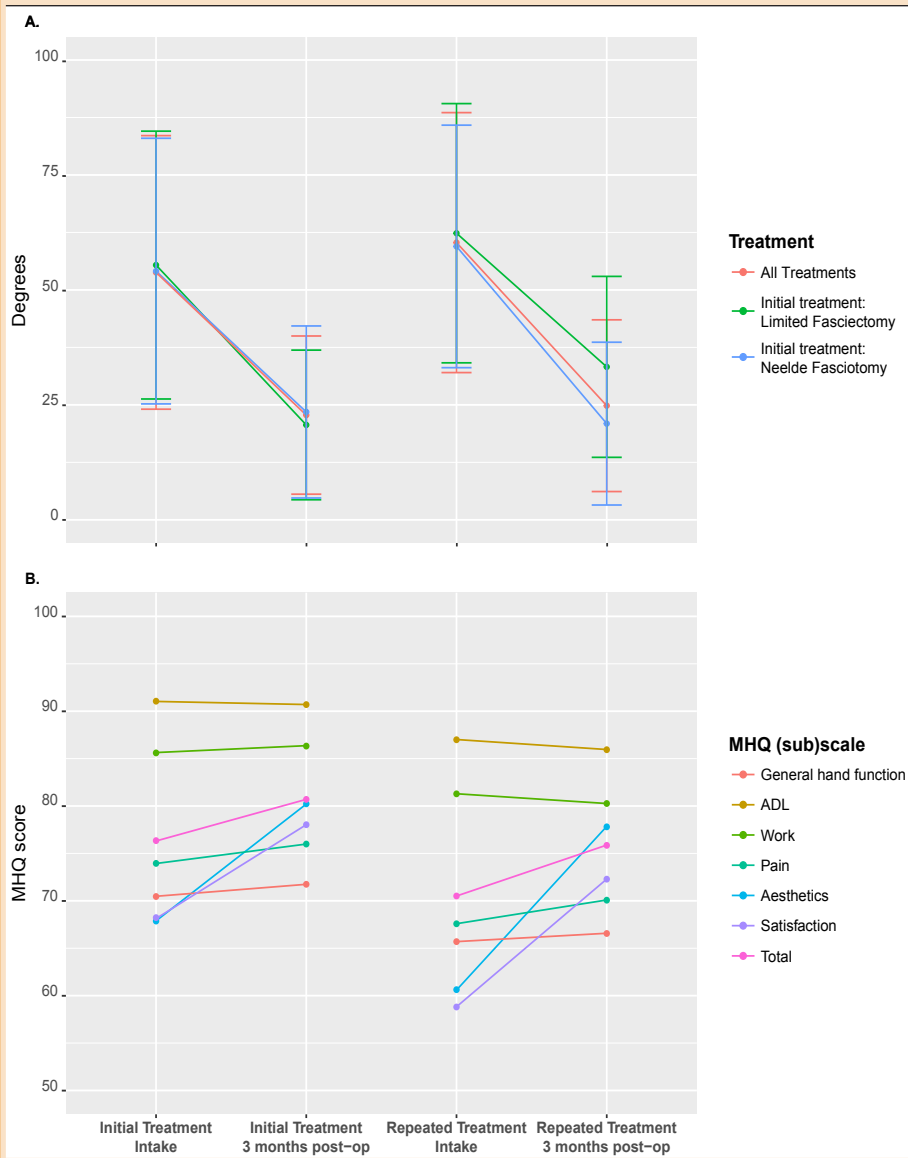 A.
100
75
50
25
0
Degrees
Treatment
All Treatments
Initial treatment:
Limited Fasciectomy
Initial treatment:
Neelde Fasciotomy
B.
100
90
80
70
60
50
MHQ score
MHQ (sub)scale
General hand function
ADL
Work
Pain
Aesthetics
Satisfaction
Total
Initial Treatment
Intake
Initial Treatment
3 months post−op
Repeated Treatment
Intake
Repeated Treatment
3 months post−op